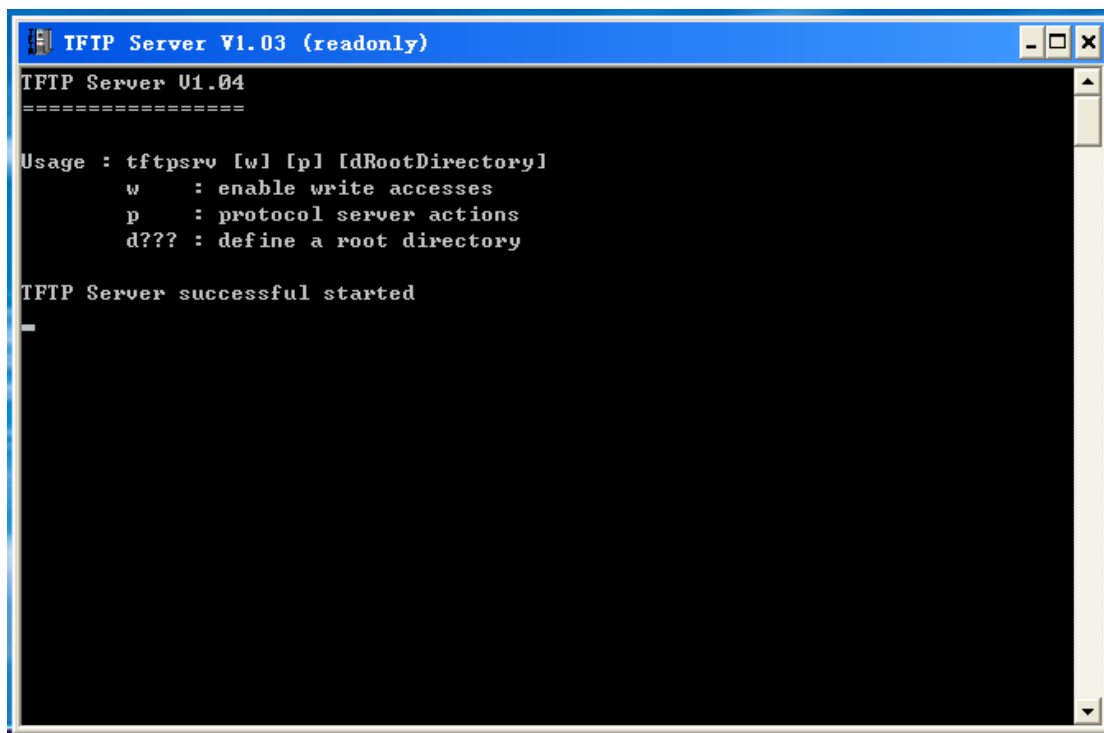 TFTP Server V1.03 (readonly)
TFTP Server V1.04
=================
Usage : tftpsrv [w] [p] [dRootDirectory]
w    : enable write accesses
p    : protocol server actions
d??? : define a root directory
TFTP Server successful started